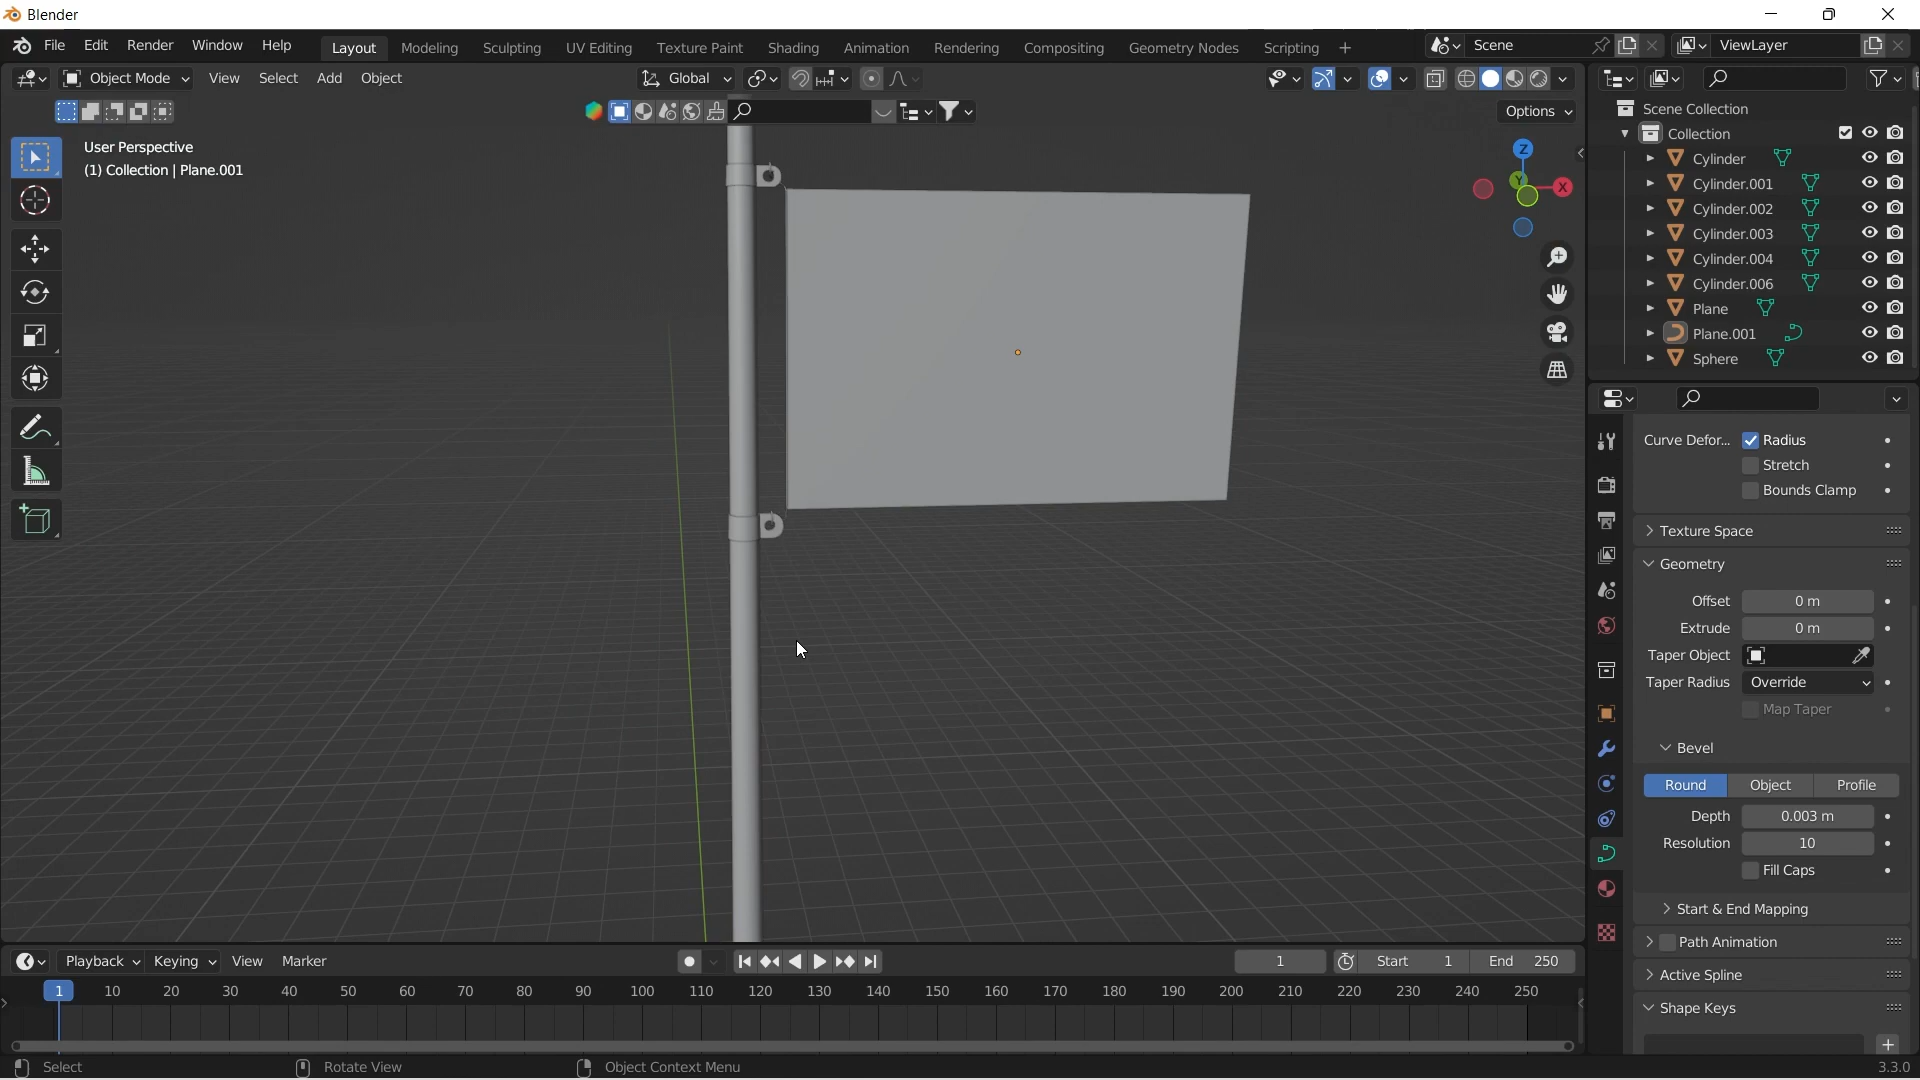 Blender
File Edit Render Window Help Layout Modeling Sculpting UV Editing Texture Paint Shading Animation Rendering Compositing Geometry Nodes Scripting + Scene ViewLayer
Object Mode View Select Add Object Global
Options
User Perspective
(1) Collection | Plane.001
Z
Y
X
Scene Collection
Collection
Cylinder
Cylinder.001
Cylinder.002
Cylinder.003
Cylinder.004
Cylinder.006
Plane
Plane.001
Sphere
Curve Defor... Radius
Stretch
Bounds Clamp
Texture Space
Geometry
Offset 0 m
Extrude 0 m
Taper Object
Taper Radius Override
Map Taper
Bevel
Round Object Profile
Depth 0.003 m
Resolution 10
Fill Caps
Start & End Mapping
Path Animation
Active Spline
Shape Keys
Playback Keying View Marker 1 Start 1 End 250
1 10 20 30 40 50 60 70 80 90 100 110 120 130 140 150 160 170 180 190 200 210 220 230 240 250
Select Rotate View Object Context Menu 3.3.0